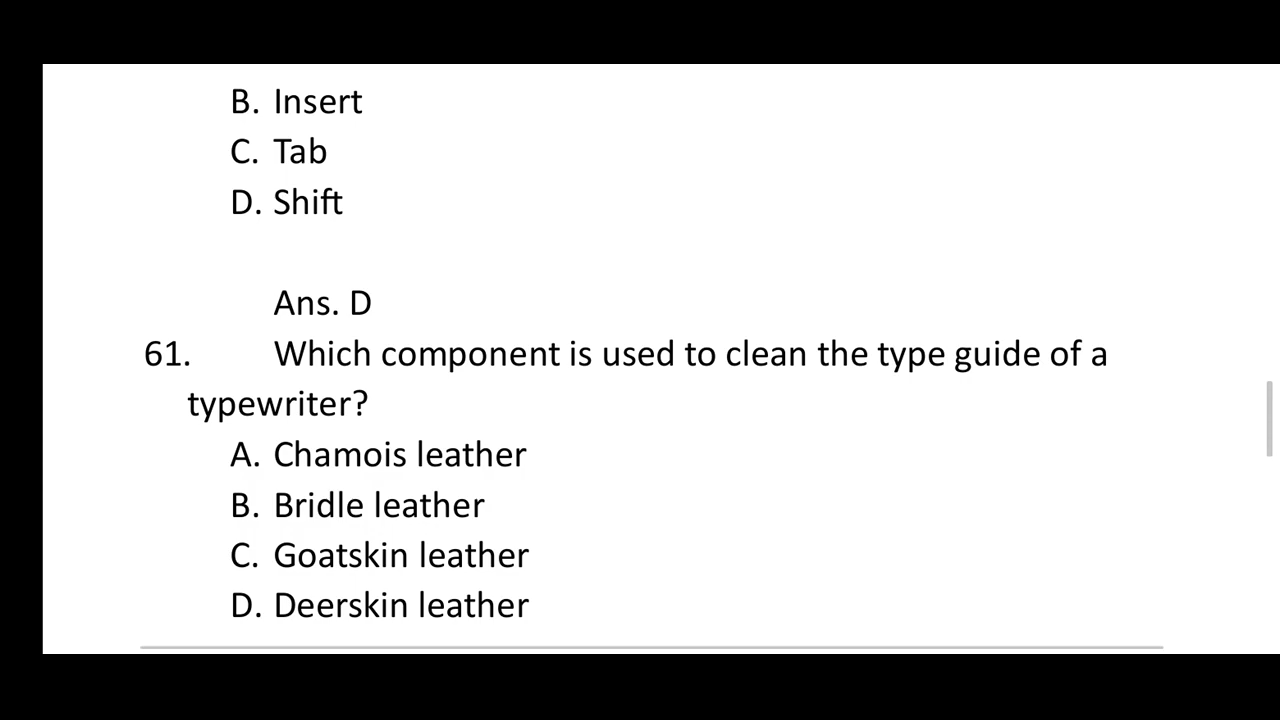 B. Insert
C. Tab
D. Shift
Ans. D
61. Which component is used to clean the type guide of a
typewriter?
A. Chamois leather
B. Bridle leather
C. Goatskin leather
D. Deerskin leather